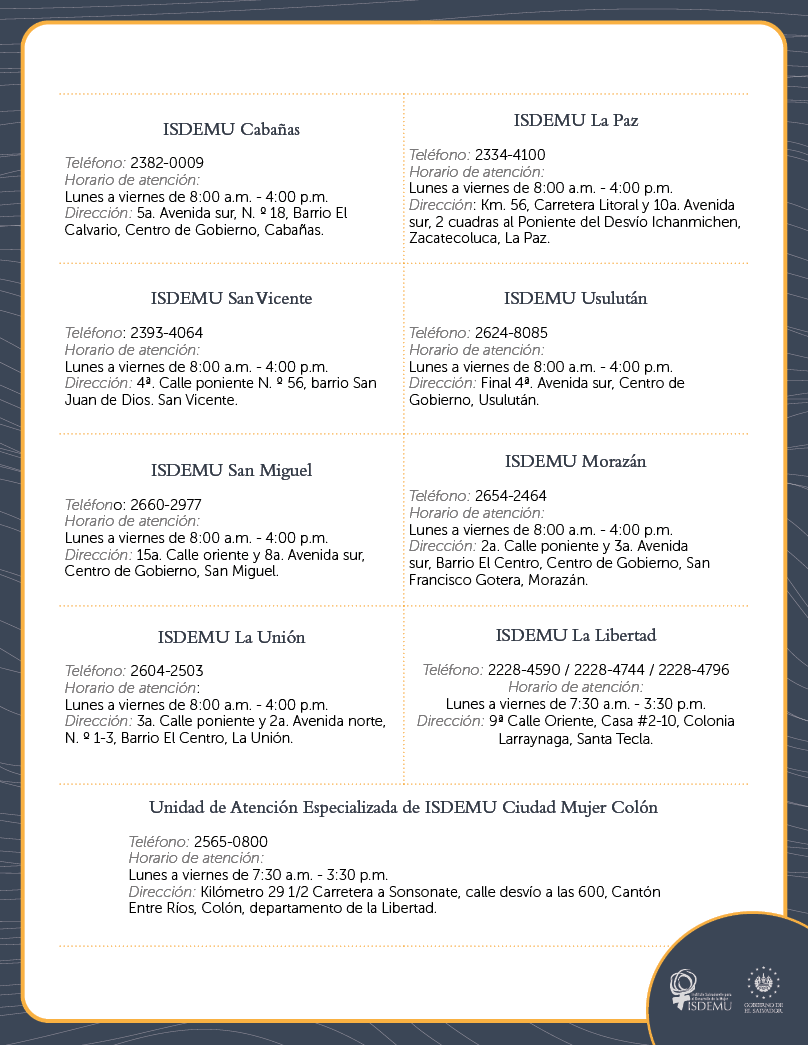 ISDEMU Cabañas
Teléfono: 2382-0009
Horario de atención:
Lunes a viernes de 8:00 a.m. - 4:00 p.m.
Dirección: 5a. Avenida sur, N. º 18, Barrio El
Calvario, Centro de Gobierno, Cabañas.
ISDEMU La Paz
Teléfono: 2334-4100
Horario de atención:
Lunes a viernes de 8:00 a.m. - 4:00 p.m.
Dirección: Km. 56, Carretera Litoral y 10a. Avenida
sur, 2 cuadras al Poniente del Desvío Ichanmichen,
Zacatecoluca, La Paz.
ISDEMU San Vicente
Teléfono: 2393-4064
Horario de atención:
Lunes a viernes de 8:00 a.m. - 4:00 p.m.
Dirección: 4ª. Calle poniente N. º 56, barrio San
Juan de Dios. San Vicente.
ISDEMU Usulután
Teléfono: 2624-8085
Horario de atención:
Lunes a viernes de 8:00 a.m. - 4:00 p.m.
Dirección: Final 4ª. Avenida sur, Centro de
Gobierno, Usulután.
ISDEMU San Miguel
Teléfono: 2660-2977
Horario de atención:
Lunes a viernes de 8:00 a.m. - 4:00 p.m.
Dirección: 15a. Calle oriente y 8a. Avenida sur,
Centro de Gobierno, San Miguel.
ISDEMU Morazán
Teléfono: 2654-2464
Horario de atención:
Lunes a viernes de 8:00 a.m. - 4:00 p.m.
Dirección: 2a. Calle poniente y 3a. Avenida
sur, Barrio El Centro, Centro de Gobierno, San
Francisco Gotera, Morazán.
ISDEMU La Unión
Teléfono: 2604-2503
Horario de atención:
Lunes a viernes de 8:00 a.m. - 4:00 p.m.
Dirección: 3a. Calle poniente y 2a. Avenida norte,
N. º 1-3, Barrio El Centro, La Unión.
ISDEMU La Libertad
Teléfono: 2228-4590 / 2228-4744 / 2228-4796
Horario de atención:
Lunes a viernes de 7:30 a.m. - 3:30 p.m.
Dirección: 9ª Calle Oriente, Casa #2-10, Colonia
Larraynaga, Santa Tecla.
Unidad de Atención Especializada de ISDEMU Ciudad Mujer Colón
Teléfono: 2565-0800
Horario de atención:
Lunes a viernes de 7:30 a.m. - 3:30 p.m.
Dirección: Kilómetro 29 1/2 Carretera a Sonsonate, calle desvío a las 600, Cantón
Entre Ríos, Colón, departamento de la Libertad.
Instituto Salvadoreño para
el Desarrollo de la Mujer
ISDEMU
GOBIERNO DE
EL SALVADOR